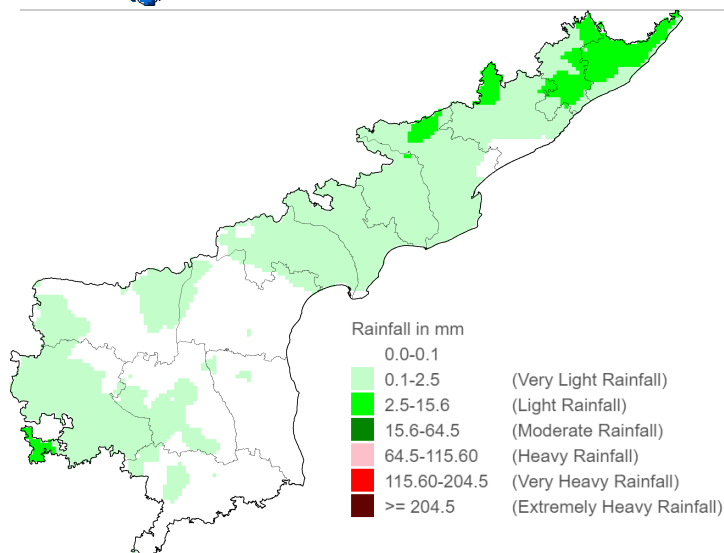 Rainfall in mm
0.0-0.1
0.1-2.5 (Very Light Rainfall)
2.5-15.6 (Light Rainfall)
15.6-64.5 (Moderate Rainfall)
64.5-115.60 (Heavy Rainfall)
115.60-204.5 (Very Heavy Rainfall)
>= 204.5 (Extremely Heavy Rainfall)